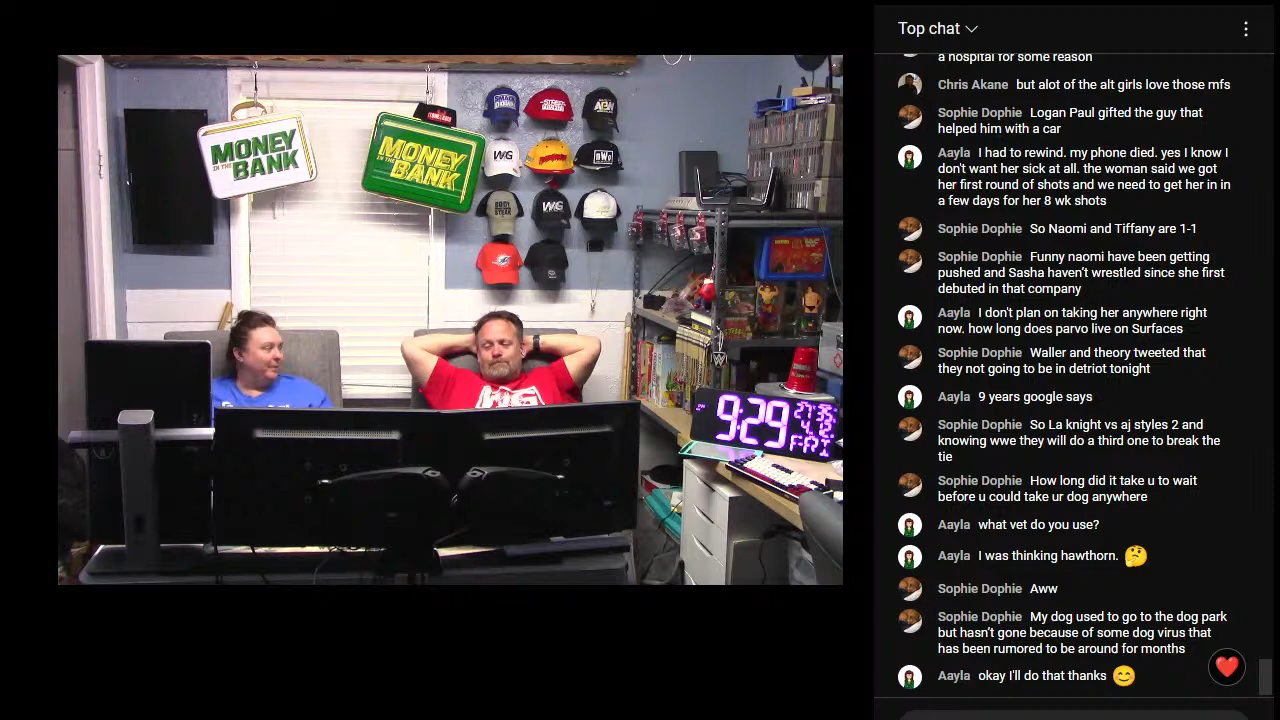 MONEY
IN THE
BANK
MONEY
IN THE
BANK
W/G
nWo
9:29
FRI
Top chat
a hospital for some reason
Chris Akane but alot of the alt girls love those mfs
Sophie Dophie Logan Paul gifted the guy that
helped him with a car
Aayla I had to rewind. my phone died. yes I know I
don't want her sick at all. the woman said we got
her first round of shots and we need to get her in in
a few days for her 8 wk shots
Sophie Dophie So Naomi and Tiffany are 1-1
Sophie Dophie Funny naomi have been getting
pushed and Sasha haven't wrestled since she first
debuted in that company
Aayla I don't plan on taking her anywhere right
now. how long does parvo live on Surfaces
Sophie Dophie Waller and theory tweeted that
they not going to be in detriot tonight
Aayla 9 years google says
Sophie Dophie So La knight vs aj styles 2 and
knowing wwe they will do a third one to break the
tie
Sophie Dophie How long did it take u to wait
before u could take ur dog anywhere
Aayla what vet do you use?
Aayla I was thinking hawthorn. 🤔
Sophie Dophie Aww
Sophie Dophie My dog used to go to the dog park
but hasn't gone because of some dog virus that
has been rumored to be around for months
Aayla okay I'll do that thanks 😊